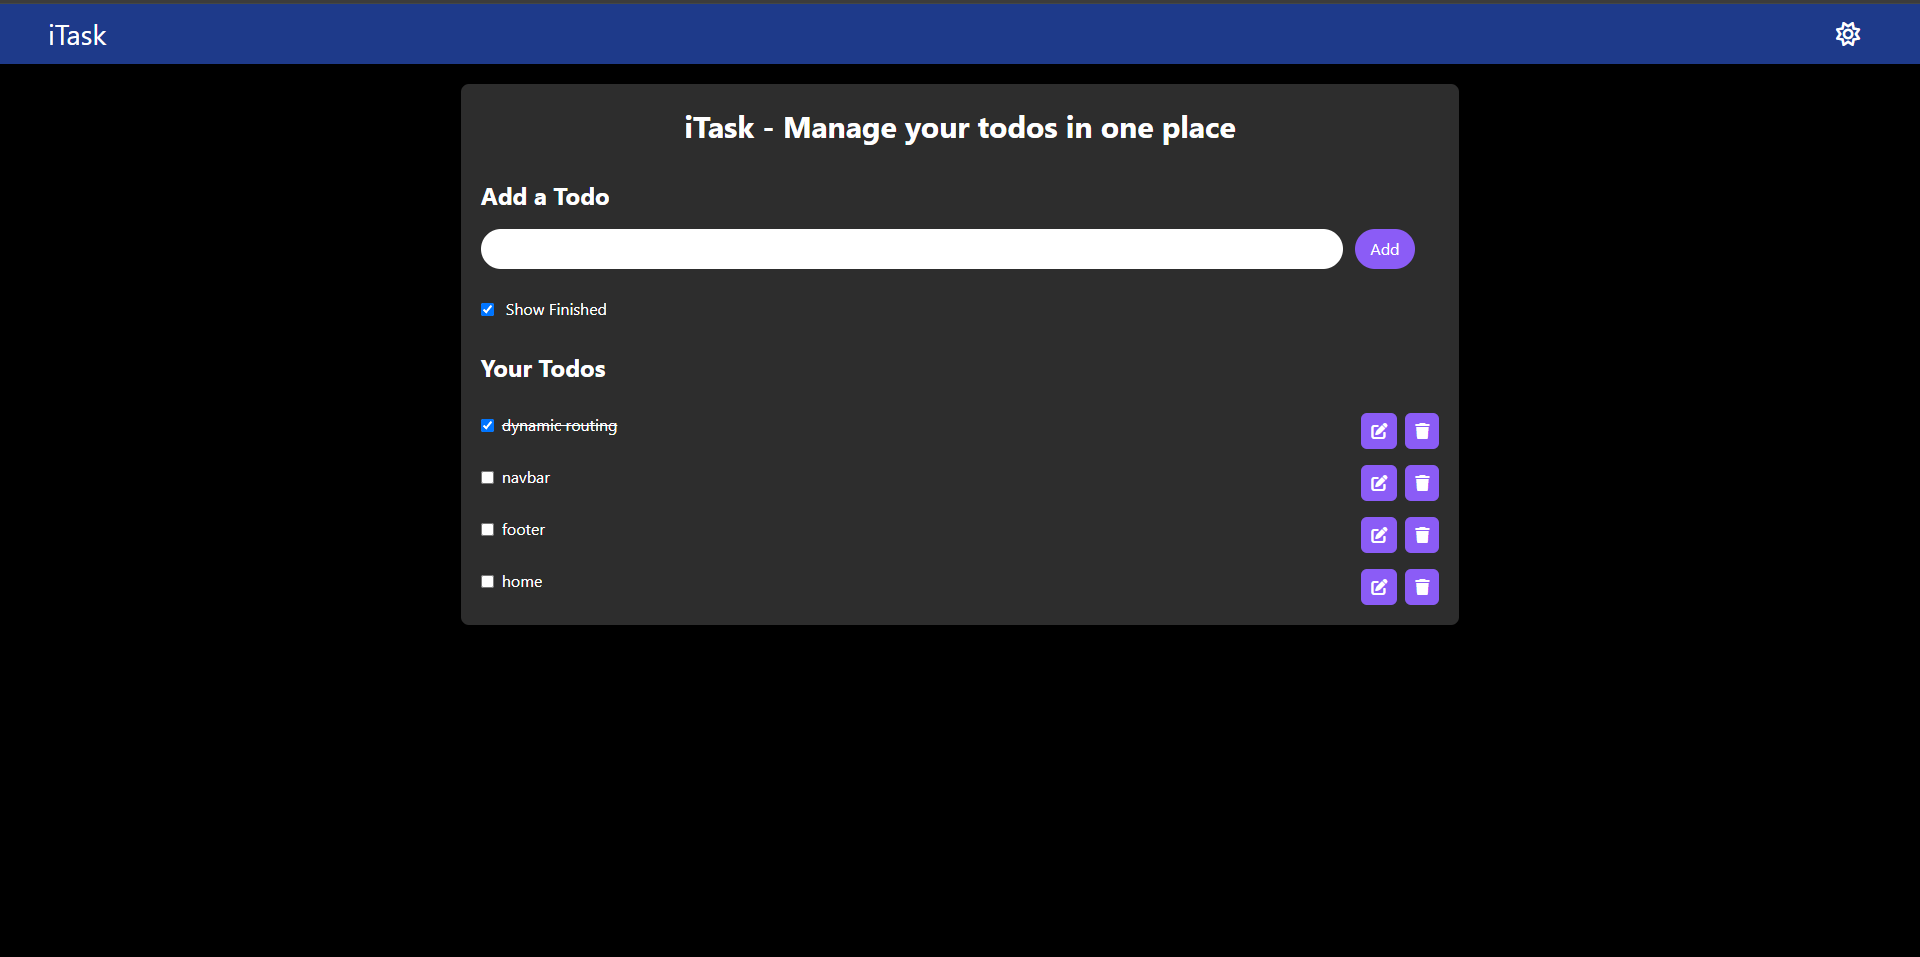 iTask
iTask - Manage your todos in one place
Add a Todo
Add
Show Finished
Your Todos
dynamic routing
navbar
footer
home